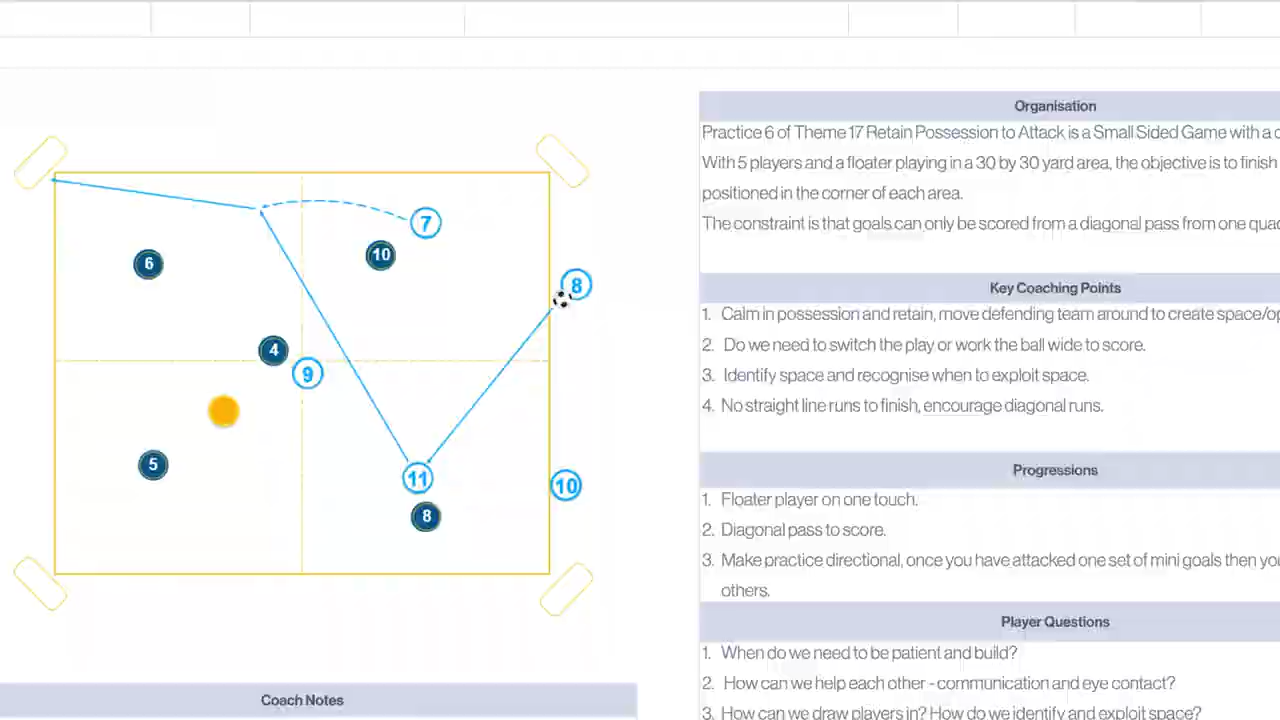 Organisation
Practice 6 of Theme 17 Retain Possession to Attack is a Small Sided Game with a
With 5 players and a floater playing in a 30 by 30 yard area, the objective is to finish
positioned in the corner of each area.
The constraint is that goals can only be scored from a diagonal pass from one
Key Coaching Points
1. Calm in possession and retain, move defending team around to create
2. Do we need to switch the play or work the ball wide to score.
3. Identify space and recognise when to exploit space.
4. No straight line runs to finish, encourage diagonal runs.
Progressions
1. Floater player on one touch.
2. Diagonal pass to score.
3. Make practice directional, once you have attacked one set of mini goals then
others.
Player Questions
1. When do we need to be patient and build?
2. How can we help each other - communication and eye contact?
3. How can we draw players in? How do we identify and exploit space?
7
10
6
8
4
9
5
11
10
8
Coach Notes